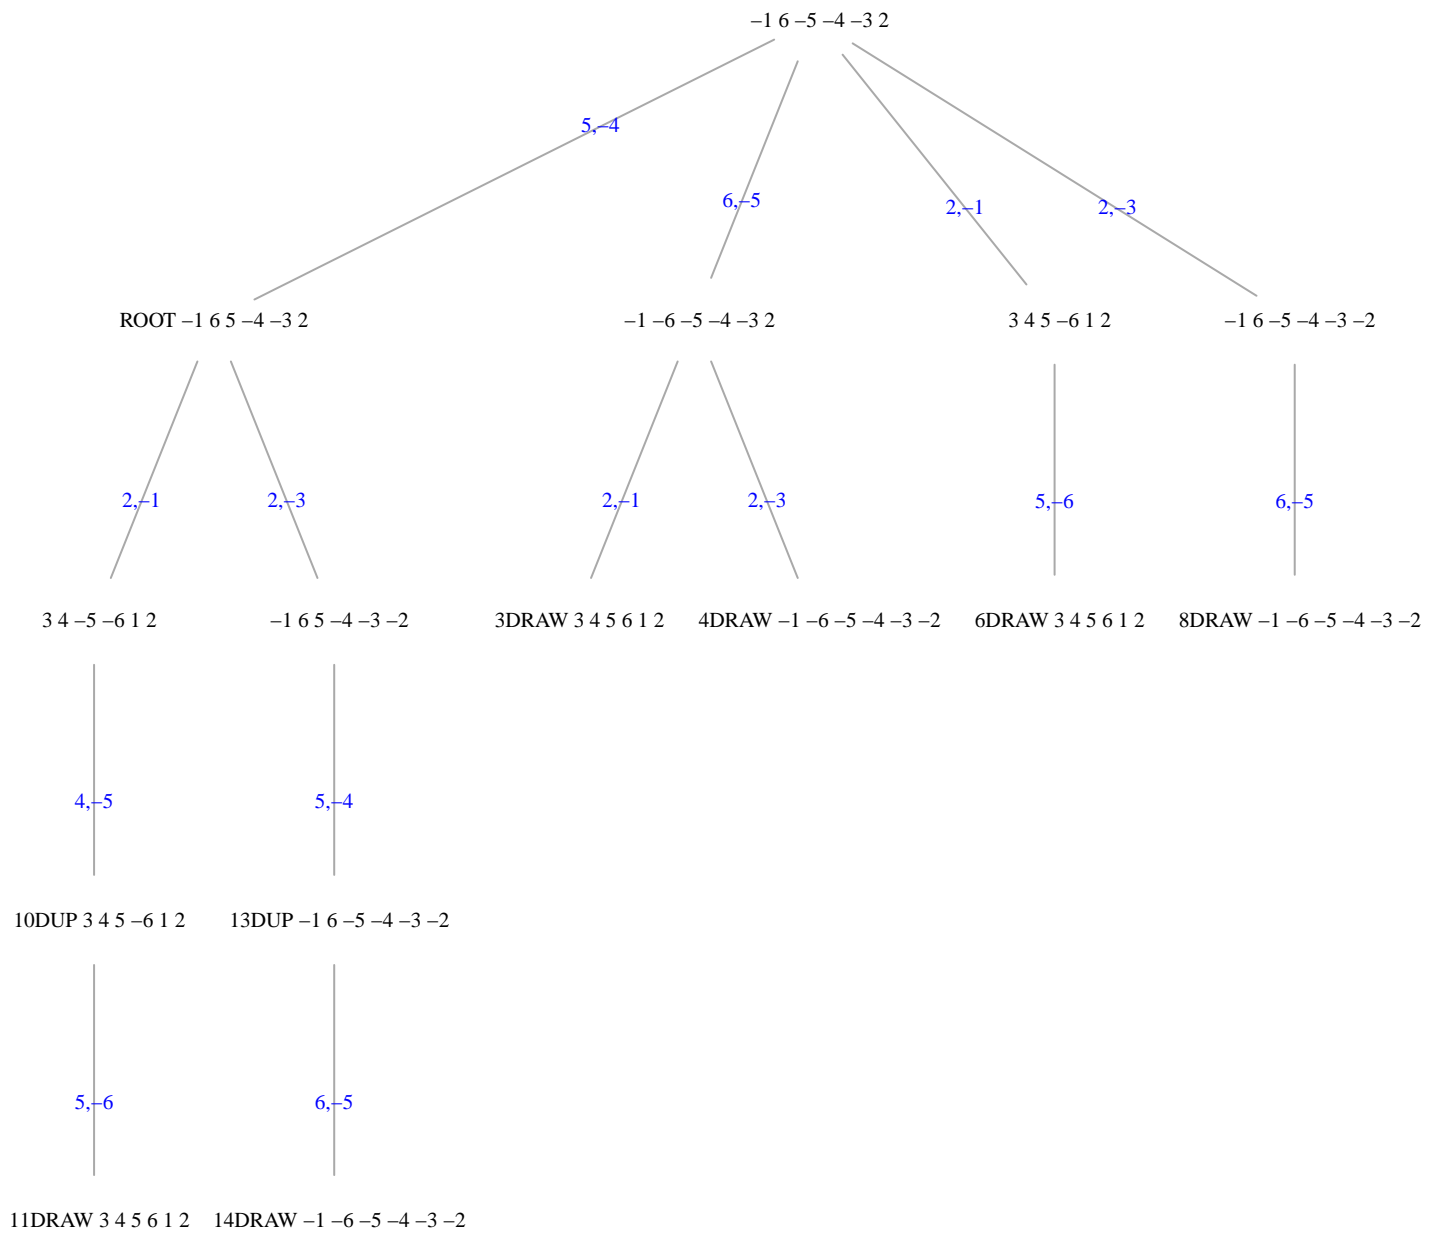 −1 6 −5 −4 −3 2
5,−4
6,−5
2,−1
2,−3
ROOT −1 6 5 −4 −3 2
−1 −6 −5 −4 −3 2
3 4 5 −6 1 2
−1 6 −5 −4 −3 −2
2,−1
2,−3
2,−1
2,−3
5,−6
6,−5
3 4 −5 −6 1 2
−1 6 5 −4 −3 −2
3DRAW 3 4 5 6 1 2
4DRAW −1 −6 −5 −4 −3 −2
6DRAW 3 4 5 6 1 2
8DRAW −1 −6 −5 −4 −3 −2
4,−5
5,−4
10DUP 3 4 5 −6 1 2
13DUP −1 6 −5 −4 −3 −2
5,−6
6,−5
11DRAW 3 4 5 6 1 2
14DRAW −1 −6 −5 −4 −3 −2